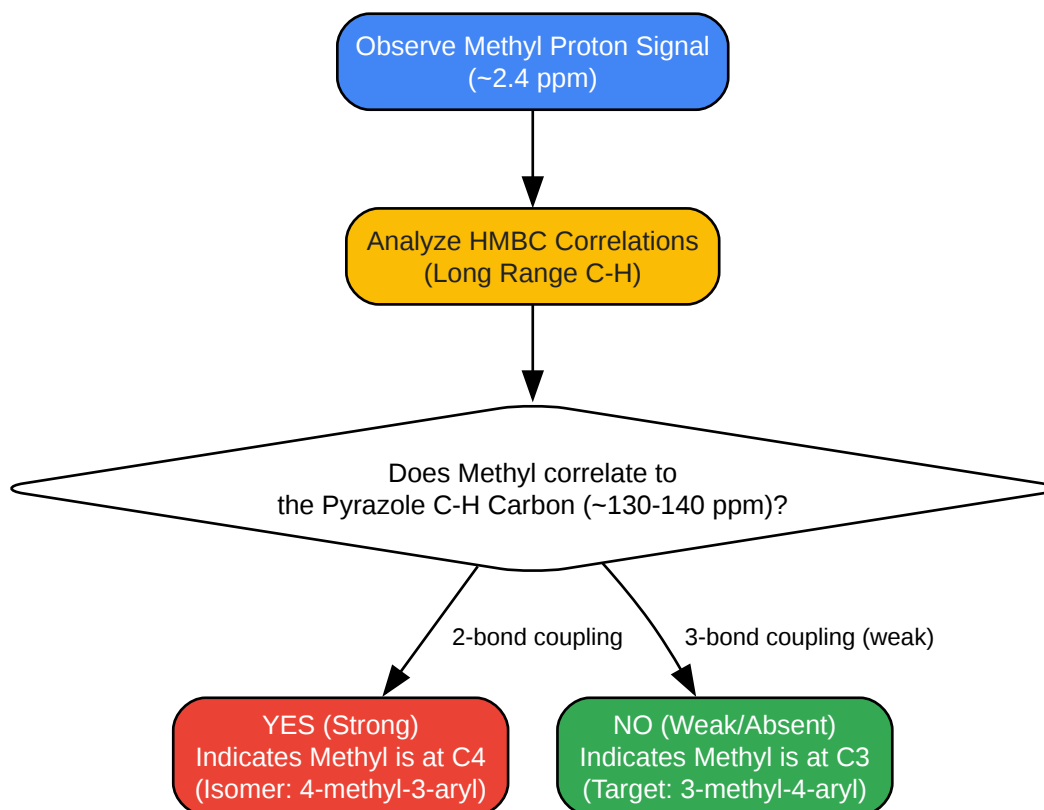 Observe Methyl Proton Signal
(~2.4 ppm)
Analyze HMBC Correlations
(Long Range C-H)
Does Methyl correlate to
the Pyrazole C-H Carbon (~130-140 ppm)?
2-bond coupling
3-bond coupling (weak)
YES (Strong)
Indicates Methyl is at C4
(Isomer: 4-methyl-3-aryl)
NO (Weak/Absent)
Indicates Methyl is at C3
(Target: 3-methyl-4-aryl)